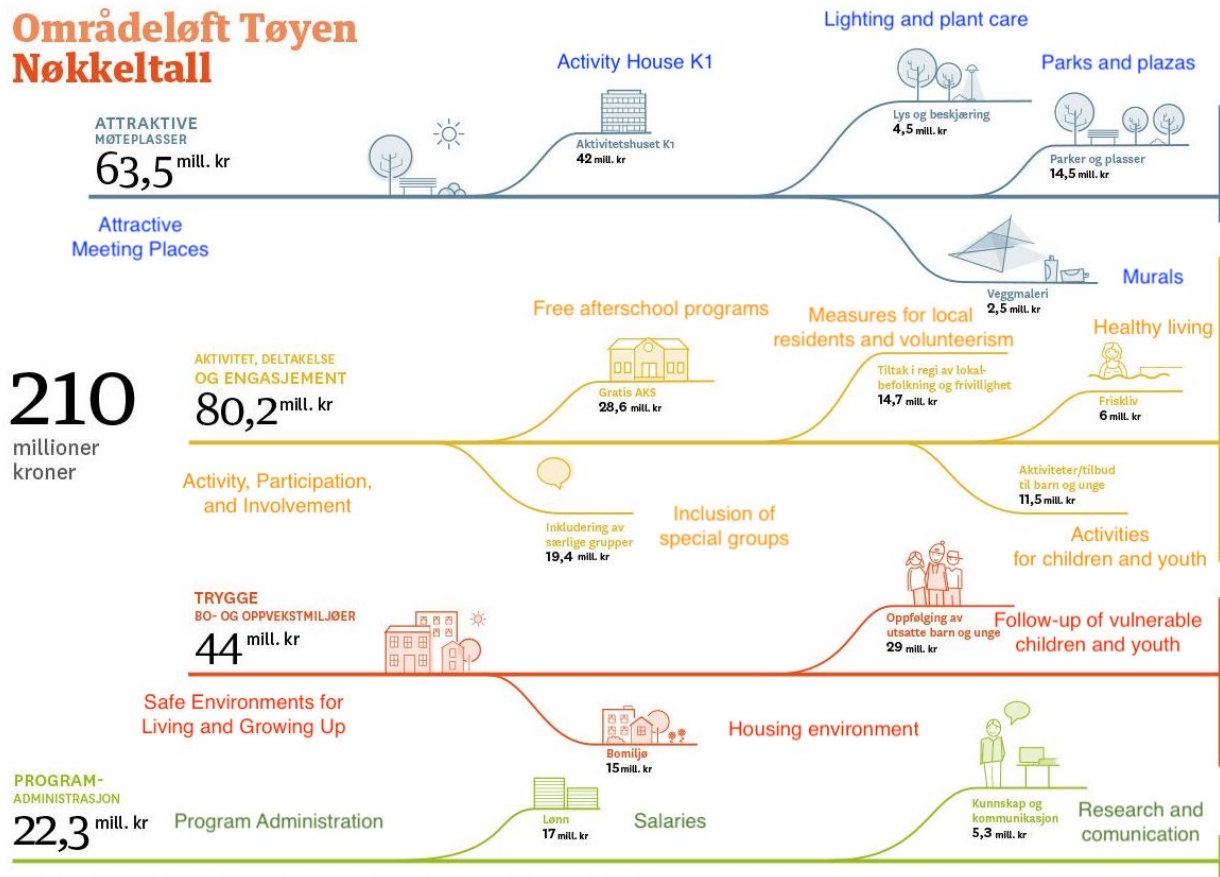 Områdeløft Tøyen
Nøkkeltall
Lighting and plant care
Activity House K1
Parks and plazas
ATTRAKTIVE
MØTEPLASSER
63,5 mill. kr
Aktivitetshuset K1
42 mill. kr
Lys og beskjæring
4,5 mill. kr
Parker og plasser
14,5 mill. kr
Attractive
Meeting Places
Veggmaleri
2,5 mill. kr
Murals
Free afterschool programs
Measures for local
residents and volunteerism
Healthy living
210
millioner
kroner
AKTIVITET, DELTAKELSE
OG ENGASJEMENT
80,2 mill. kr
Gratis AKS
28,6 mill. kr
Tiltak i regi av lokal-
befolkning og frivillighet
14,7 mill. kr
Friskliv
6 mill. kr
Activity, Participation,
and Involvement
Inkludering av
særlige grupper
19,4 mill. kr
Inclusion of
special groups
Aktiviteter/tilbud
til barn og unge
11,5 mill. kr
Activities
for children and youth
TRYGGE
BO- OG OPPVEKSTMILJØER
44 mill. kr
Oppfølging av
utsatte barn og unge
29 mill. kr
Follow-up of vulnerable
children and youth
Safe Environments for
Living and Growing Up
Bomiljø
15 mill. kr
Housing environment
PROGRAM-
ADMINISTRASJON
22,3 mill. kr
Program Administration
Lønn
17 mill. kr
Salaries
Kunnskap og
kommunikasjon
5,3 mill. kr
Research and
comunication